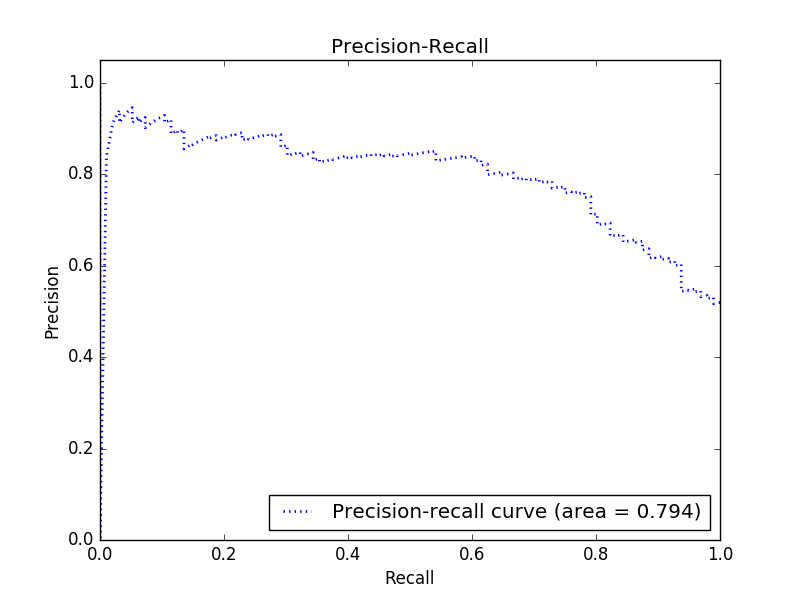 Precision-Recall
1.0
0.8
0.6
0.4
0.2
0.0
Precision
Precision-recall curve (area = 0.794)
0.0 0.2 0.4 0.6 0.8 1.0
Recall